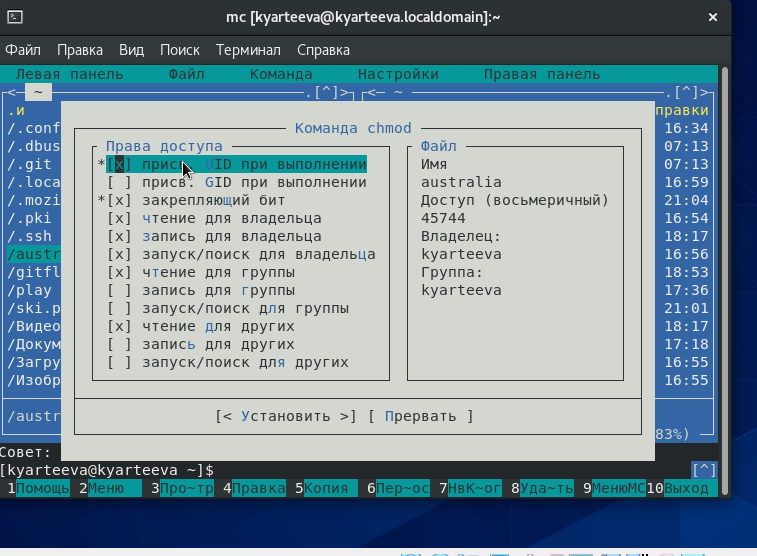 mc [kyarteeva@kyarteeva.localdomain]:~
Файл Правка Вид Поиск Терминал Справка
Левая панель Файл Команда Настройки Правая панель
<─ ~ .[^]> <─ ~ .[^]>
.и правки
Команда chmod
/.conf 16:34
Права доступа Файл
/.dbus 07:13
/.git *[x] присв. UID при выполнении Имя 07:13
/.loca [ ] присв. GID при выполнении australia 16:59
/.mozi *[x] закрепляющий бит Доступ (восьмеричный) 21:04
/.pki [x] чтение для владельца 45744 16:54
/.ssh [x] запись для владельца Владелец: 18:17
/austr [x] запуск/поиск для владельца kyarteeva 16:56
/gitfl [x] чтение для группы Группа: 18:53
/play [ ] запись для группы kyarteeva 17:36
/ski.p [ ] запуск/поиск для группы 21:01
/Видео [x] чтение для других 18:17
/Докум [ ] запись для других 17:18
/Загру [ ] запуск/поиск для других 16:55
/Изобр 16:55
/austr [< Установить >] [ Прервать ]
83%)
Совет:
[kyarteeva@kyarteeva ~]$ [^]
1Помощь 2Меню 3Про~тр 4Правка 5Копия 6Пер~ос 7НвК~ог 8Уда~ть 9МенюМС 10Выход